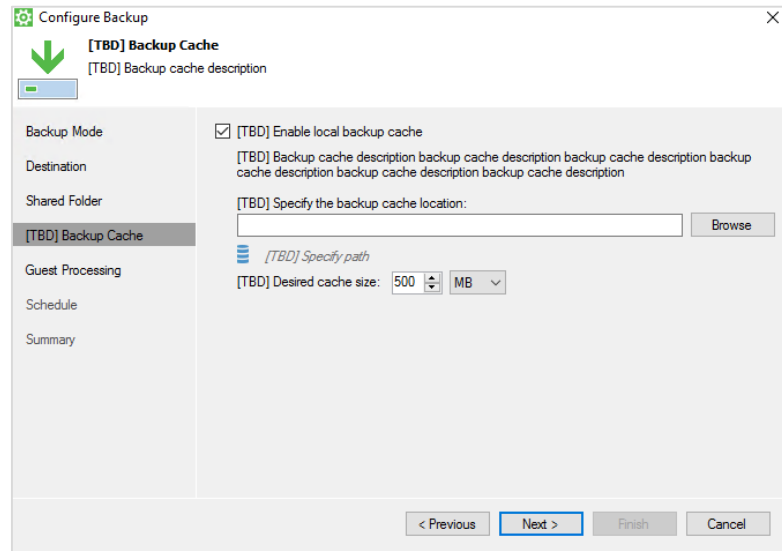 Configure Backup
[TBD] Backup Cache
[TBD] Backup cache description
Backup Mode
Destination
Shared Folder
[TBD] Backup Cache
Guest Processing
Schedule
Summary
[TBD] Enable local backup cache
[TBD] Backup cache description backup cache description backup cache description backup
cache description backup cache description backup cache description
[TBD] Specify the backup cache location:
Browse
[TBD] Specify path
[TBD] Desired cache size: 500 MB
< Previous Next > Finish Cancel